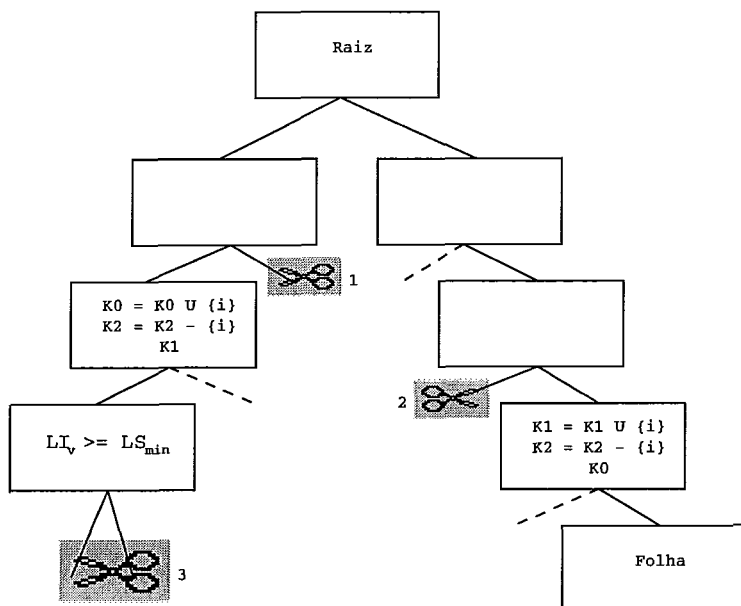 Raiz
1
K0 = K0 U {i}
K2 = K2 - {i}
K1
2
LI_v >= LS_min
K1 = K1 U {i}
K2 = K2 - {i}
K0
3
Folha